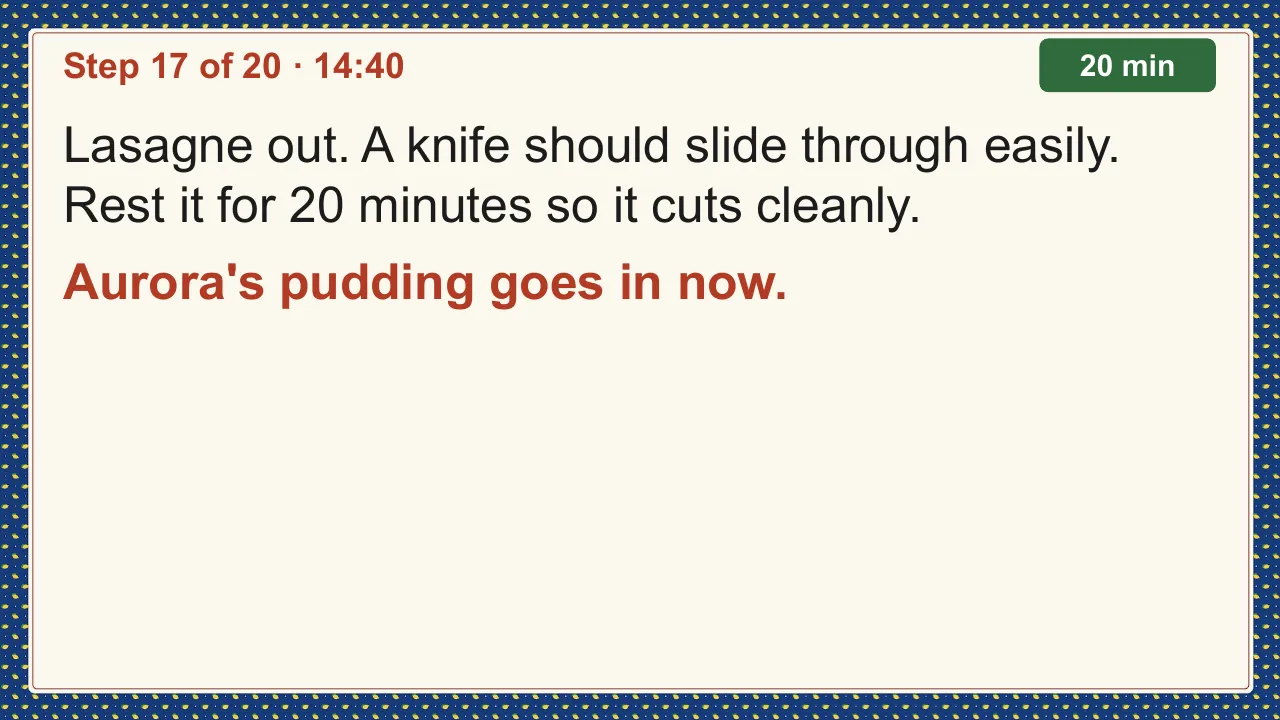 Step 17 of 20 · 14:40
20 min
Lasagne out. A knife should slide through easily.
Rest it for 20 minutes so it cuts cleanly.
Aurora's pudding goes in now.